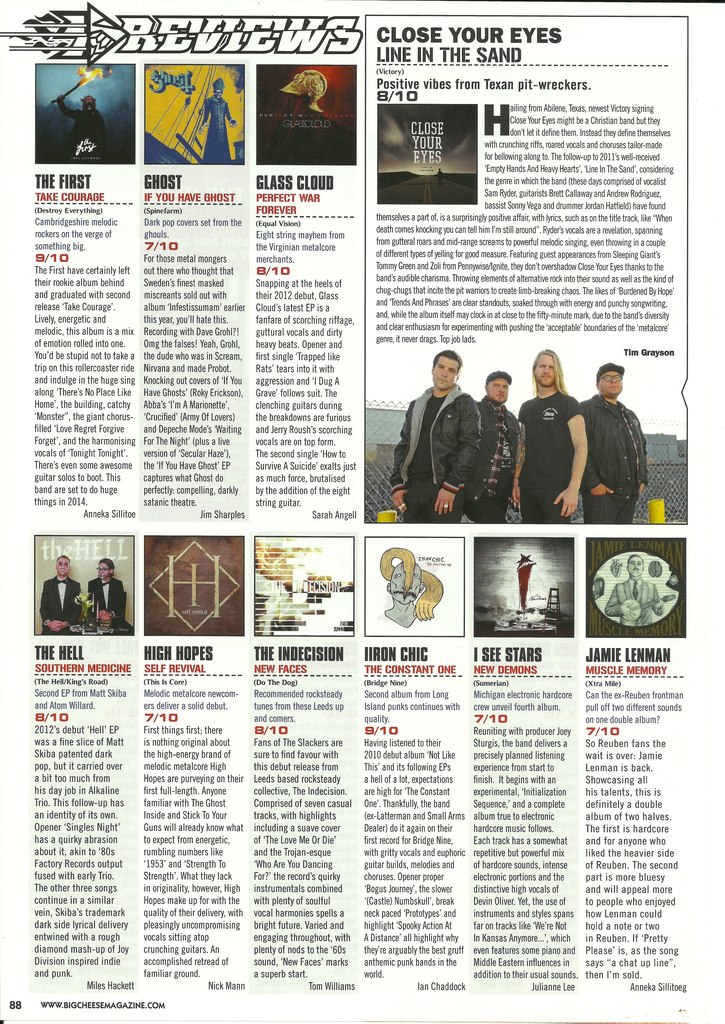 REVIEWS
THE FIRST
TAKE COURAGE
(Destroy Everything)
Cambridgeshire melodic
rockers on the verge of
something big.
9/10
The First have certainly left
their rookie album behind
and graduated with second
release 'Take Courage'.
Lively, energetic and
melodic, this album is a mix
of emotion rolled into one.
You'd be stupid not to take a
trip on this rollercoaster ride
and indulge in the huge sing
along 'There's No Place Like
Home', the building, catchy
'Monster", the giant chorus-
filled 'Love Regret Forgive
Forget', and the harmonising
vocals of 'Tonight Tonight'.
There's even some awesome
guitar solos to boot. This
band are set to do huge
things in 2014.
Anneka Sillitoe
Ghost
GHOST
IF YOU HAVE GHOST
(Spinefarm)
Dark pop covers set from the
ghouls.
7/10
For those metal mongers
out there who thought that
Sweden's finest masked
miscreants sold out with
album 'Infestissumam' earlier
this year, you'll hate this.
Recording with Dave Grohl?!
Omg the falses! Yeah, Grohl,
the dude who was in Scream,
Nirvana and made Probot.
Knocking out covers of 'If You
Have Ghosts' (Roky Erickson),
Abba's 'I'm A Marionette',
'Crucified' (Army Of Lovers)
and Depeche Mode's 'Waiting
For The Night' (plus a live
version of 'Secular Haze'),
the 'If You Have Ghost' EP
captures what Ghost do
perfectly: compelling, darkly
satanic theatre.
Jim Sharples
GLASS CLOUD
GLASS CLOUD
PERFECT WAR
FOREVER
(Equal Vision)
Eight string mayhem from
the Virginian metalcore
merchants.
8/10
Snapping at the heels of
their 2012 debut, Glass
Cloud's latest EP is a
fanfare of scorching riffage,
guttural vocals and dirty
heavy beats. Opener and
first single 'Trapped like
Rats' tears into it with
aggression and 'I Dug A
Grave' follows suit. The
clenching guitars during
the breakdowns are furious
and Jerry Roush's scorching
vocals are on top form.
The second single 'How to
Survive A Suicide' exalts just
as much force, brutalised
by the addition of the eight
string guitar.
Sarah Angell
CLOSE YOUR EYES
LINE IN THE SAND
(Victory)
Positive vibes from Texan pit-wreckers.
8/10
CLOSE
YOUR
EYES
Hailing from Abilene, Texas, newest Victory signing
Close Your Eyes might be a Christian band but they
don't let it define them. Instead they define themselves
with crunching riffs, roared vocals and choruses tailor-made
for bellowing along to. The follow-up to 2011's well-received
'Empty Hands And Heavy Hearts', 'Line In The Sand', considering
the genre in which the band (these days comprised of vocalist
Sam Ryder, guitarists Brett Callaway and Andrew Rodriguez,
bassist Sonny Vega and drummer Jordan Hatfield) have found
themselves a part of, is a surprisingly positive affair, with lyrics, such as on the title track, like "When
death comes knocking you can tell him I'm still around". Ryder's vocals are a revelation, spanning
from gutteral roars and mid-range screams to powerful melodic singing, even throwing in a couple
of different types of yelling for good measure. Featuring guest appearances from Sleeping Giant's
Tommy Green and Zoli from Pennywise/Ignite, they don't overshadow Close Your Eyes thanks to the
band's audible charisma. Throwing elements of alternative rock into their sound as well as the kind of
chug-chugs that incite the pit warriors to create limb-breaking chaos. The likes of 'Burdened By Hope'
and 'Trends And Phrases' are clear standouts, soaked through with energy and punchy songwriting,
and, while the album itself may clock in at close to the fifty-minute mark, due to the band's diversity
and clear enthusiasm for experimenting with pushing the 'acceptable' boundaries of the 'metalcore'
genre, it never drags. Top job lads.
Tim Grayson
the HELL
THE HELL
SOUTHERN MEDICINE
(The Hell/King's Road)
Second EP from Matt Skiba
and Atom Willard.
8/10
2012's debut 'Hell' EP
was a fine slice of Matt
Skiba patented dark
pop, but it carried over
a bit too much from
his day job in Alkaline
Trio. This follow-up has
an identity of its own.
Opener 'Singles Night'
has a quirky abrasion
about it, akin to '80s
Factory Records output
fused with early Trio.
The other three songs
continue in a similar
vein, Skiba's trademark
dark side lyrical delivery
entwined with a rough
diamond mash-up of Joy
Division inspired indie
and punk.
Miles Hackett
self-revival
HIGH HOPES
SELF REVIVAL
(This Is Core)
Melodic metalcore newcom-
ers deliver a solid debut.
7/10
First things first; there
is nothing original about
the high-energy brand of
melodic metalcore High
Hopes are purveying on their
first full-length. Anyone
familiar with The Ghost
Inside and Stick To Your
Guns will already know what
to expect from energetic,
rumbling numbers like
'1953' and 'Strength To
Strength'. What they lack
in originality, however, High
Hopes make up for with the
quality of their delivery, with
pleasingly uncompromising
vocals sitting atop
crunching guitars. An
accomplished retread of
familiar ground.
Nick Mann
THE INDECISION
THE INDECISION
NEW FACES
(Do The Dog)
Recommended rocksteady
tunes from these Leeds up
and comers.
8/10
Fans of The Slackers are
sure to find favour with
this debut release from
Leeds based rocksteady
collective, The Indecision.
Comprised of seven casual
tracks, with highlights
including a suave cover
of 'The Love Me Or Die'
and the Trojan-esque
'Who Are You Dancing
For?' the record's quirky
instrumentals combined
with plenty of soulful
vocal harmonies spells a
bright future. Varied and
engaging throughout, with
plenty of nods to the '60s
sound, 'New Faces' marks
a superb start.
Tom Williams
IRON CHIC
IIRON CHIC
THE CONSTANT ONE
(Bridge Nine)
Second album from Long
Island punks continues with
quality.
9/10
Having listened to their
2010 debut album 'Not Like
This' and its following EPs
a hell of a lot, expectations
are high for 'The Constant
One'. Thankfully, the band
(ex-Latterman and Small Arms
Dealer) do it again on their
first record for Bridge Nine,
with gritty vocals and euphoric
guitar builds, melodies and
choruses. Opener proper
'Bogus Journey', the slower
'(Castle) Numbskull', break
neck paced 'Prototypes' and
highlight 'Spooky Action At
A Distance' all highlight why
they're arguably the best gruff
anthemic punk bands in the
world.
Ian Chaddock
I SEE STARS
NEW DEMONS
(Sumerian)
Michigan electronic hardcore
crew unveil fourth album.
7/10
Reuniting with producer Joey
Sturgis, the band delivers a
precisely planned listening
experience from start to
finish. It begins with an
experimental, 'Initialization
Sequence,' and a complete
album true to electronic
hardcore music follows.
Each track has a somewhat
repetitive but powerful mix
of hardcore sounds, intense
electronic portions and the
distinctive high vocals of
Devin Oliver. Yet, the use of
instruments and styles spans
far on tracks like 'We're Not
In Kansas Anymore...', which
even features some piano and
Middle Eastern influences in
addition to their usual sounds.
Julianne Lee
JAMIE LENMAN
MUSCLE MEMORY
JAMIE LENMAN
MUSCLE MEMORY
(Xtra Mile)
Can the ex-Reuben frontman
pull off two different sounds
on one double album?
7/10
So Reuben fans the
wait is over: Jamie
Lenman is back.
Showcasing all
his talents, this is
definitely a double
album of two halves.
The first is hardcore
and for anyone who
liked the heavier side
of Reuben. The second
part is more bluesy
and will appeal more
to people who enjoyed
how Lenman could
hold a note or two
in Reuben. If 'Pretty
Please' is, as the song
says "a chat up line",
then I'm sold.
Anneka Sillitoeg
88 WWW.BIGCHEESEMAGAZINE.COM